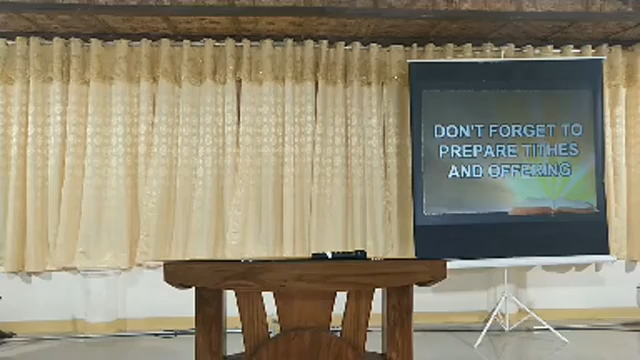 DON'T FORGET TO
PREPARE TITHES
AND OFFERING